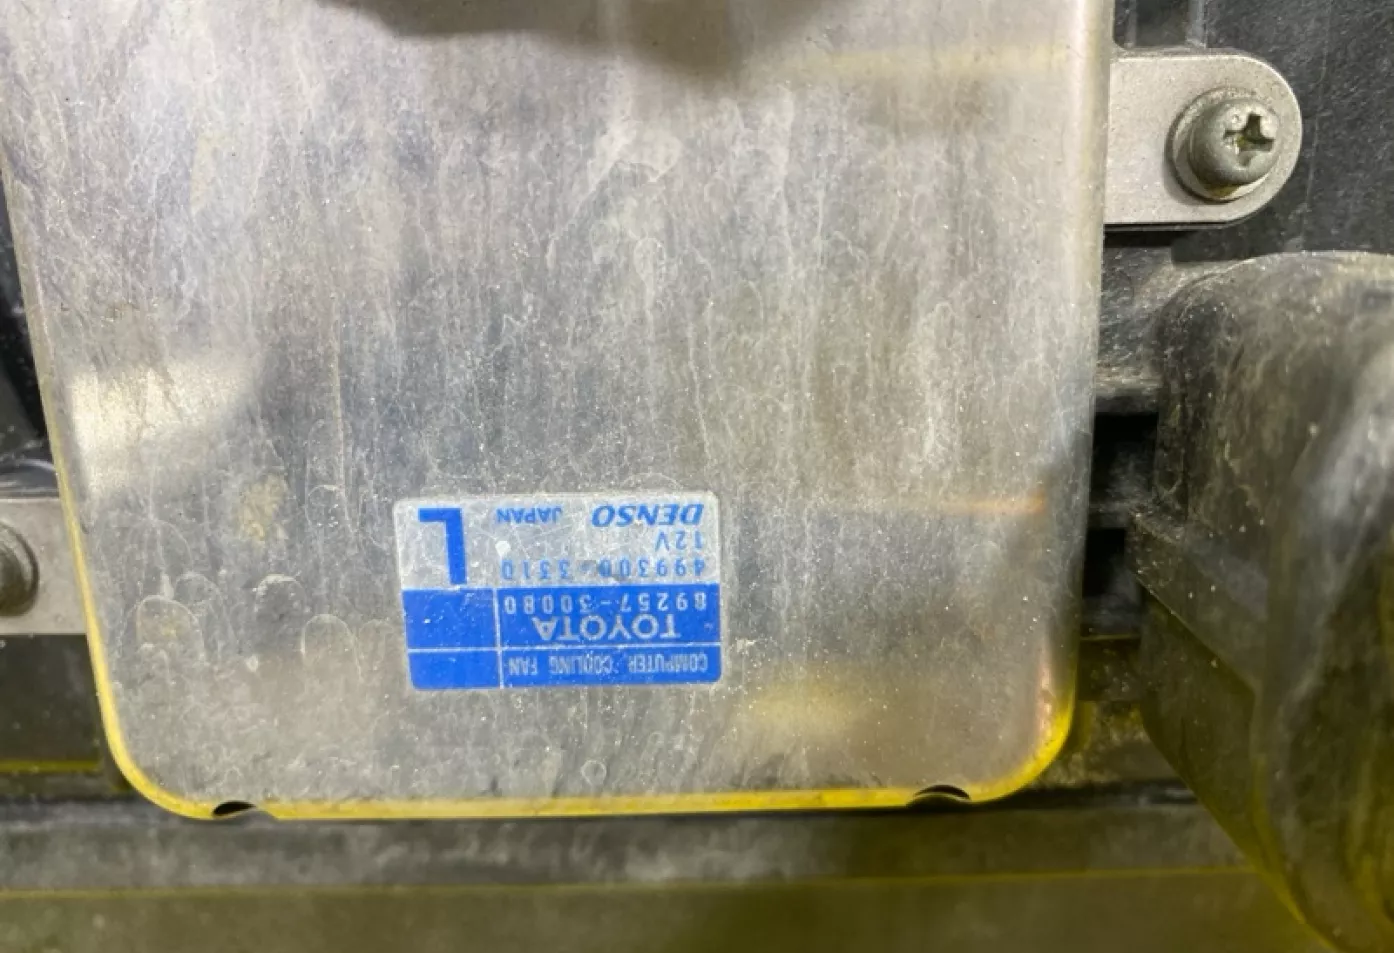 COMPUTER, COOLING FAN
TOYOTA
89257-30080
499300-3310
12V
DENSO JAPAN
L